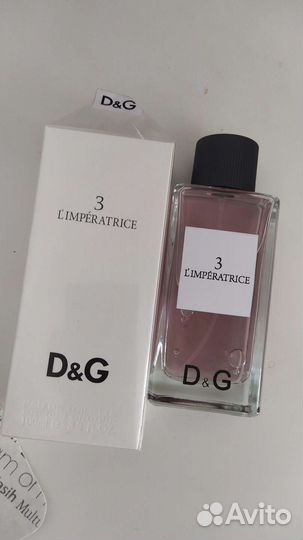 D&G
3
L'IMPÉRATRICE
D&G
3
L'IMPÉRATRICE
D&G
Avito